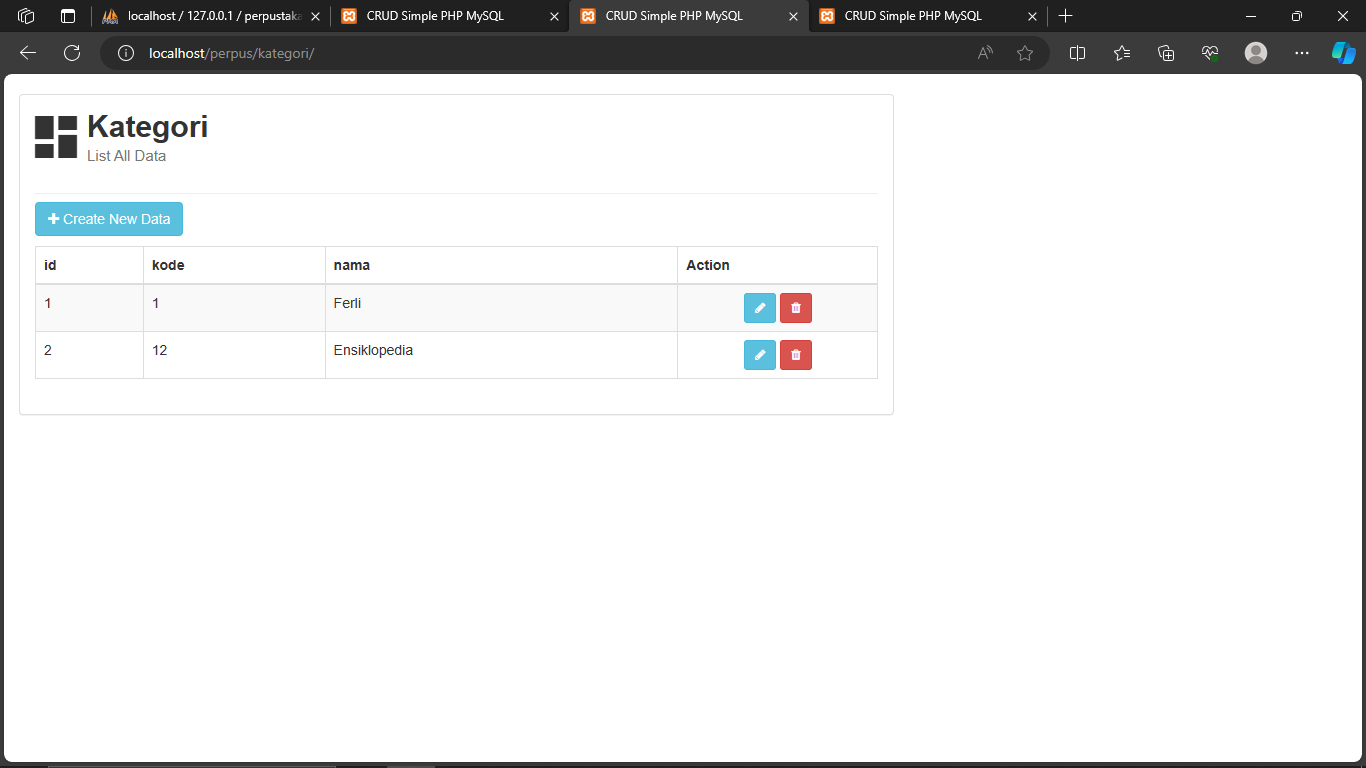 localhost / 127.0.0.1 / perpustaka
CRUD Simple PHP MySQL
CRUD Simple PHP MySQL
CRUD Simple PHP MySQL
localhost/perpus/kategori/
Kategori
List All Data
Create New Data
id kode nama Action
1 1 Ferli
2 12 Ensiklopedia